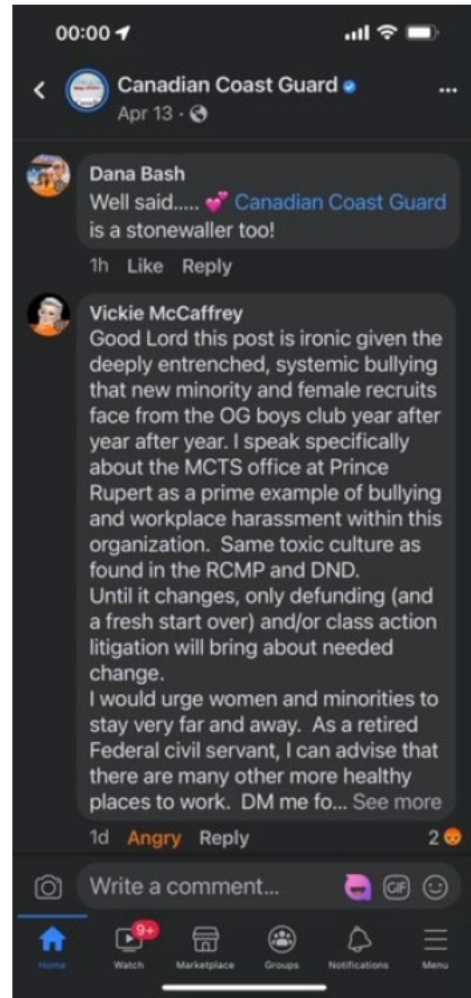 00:00
Canadian Coast Guard
Apr 13 ·
Dana Bash
Well said..... 💕 Canadian Coast Guard
is a stonewaller too!
1h Like Reply
Vickie McCaffrey
Good Lord this post is ironic given the
deeply entrenched, systemic bullying
that new minority and female recruits
face from the OG boys club year after
year after year. I speak specifically
about the MCTS office at Prince
Rupert as a prime example of bullying
and workplace harassment within this
organization. Same toxic culture as
found in the RCMP and DND.
Until it changes, only defunding (and
a fresh start over) and/or class action
litigation will bring about needed
change.
I would urge women and minorities to
stay very far and away. As a retired
Federal civil servant, I can advise that
there are many other more healthy
places to work. DM me fo... See more
1d Angry Reply 2
Write a comment... GIF
9+
Home Watch Marketplace Groups Notifications Menu